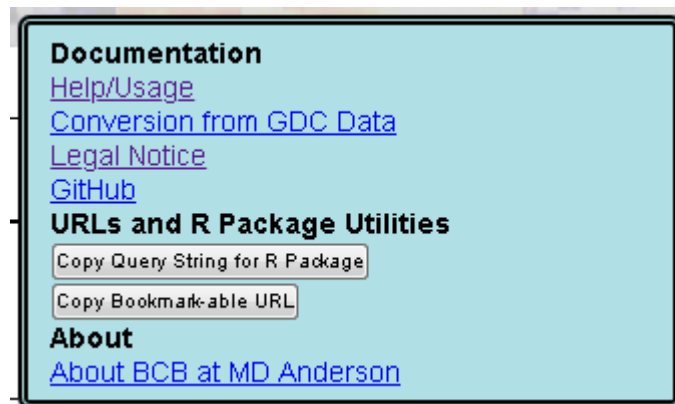 Documentation
Help/Usage
Conversion from GDC Data
Legal Notice
GitHub
URLs and R Package Utilities
Copy Query String for R Package
Copy Bookmark-able URL
About
About BCB at MD Anderson